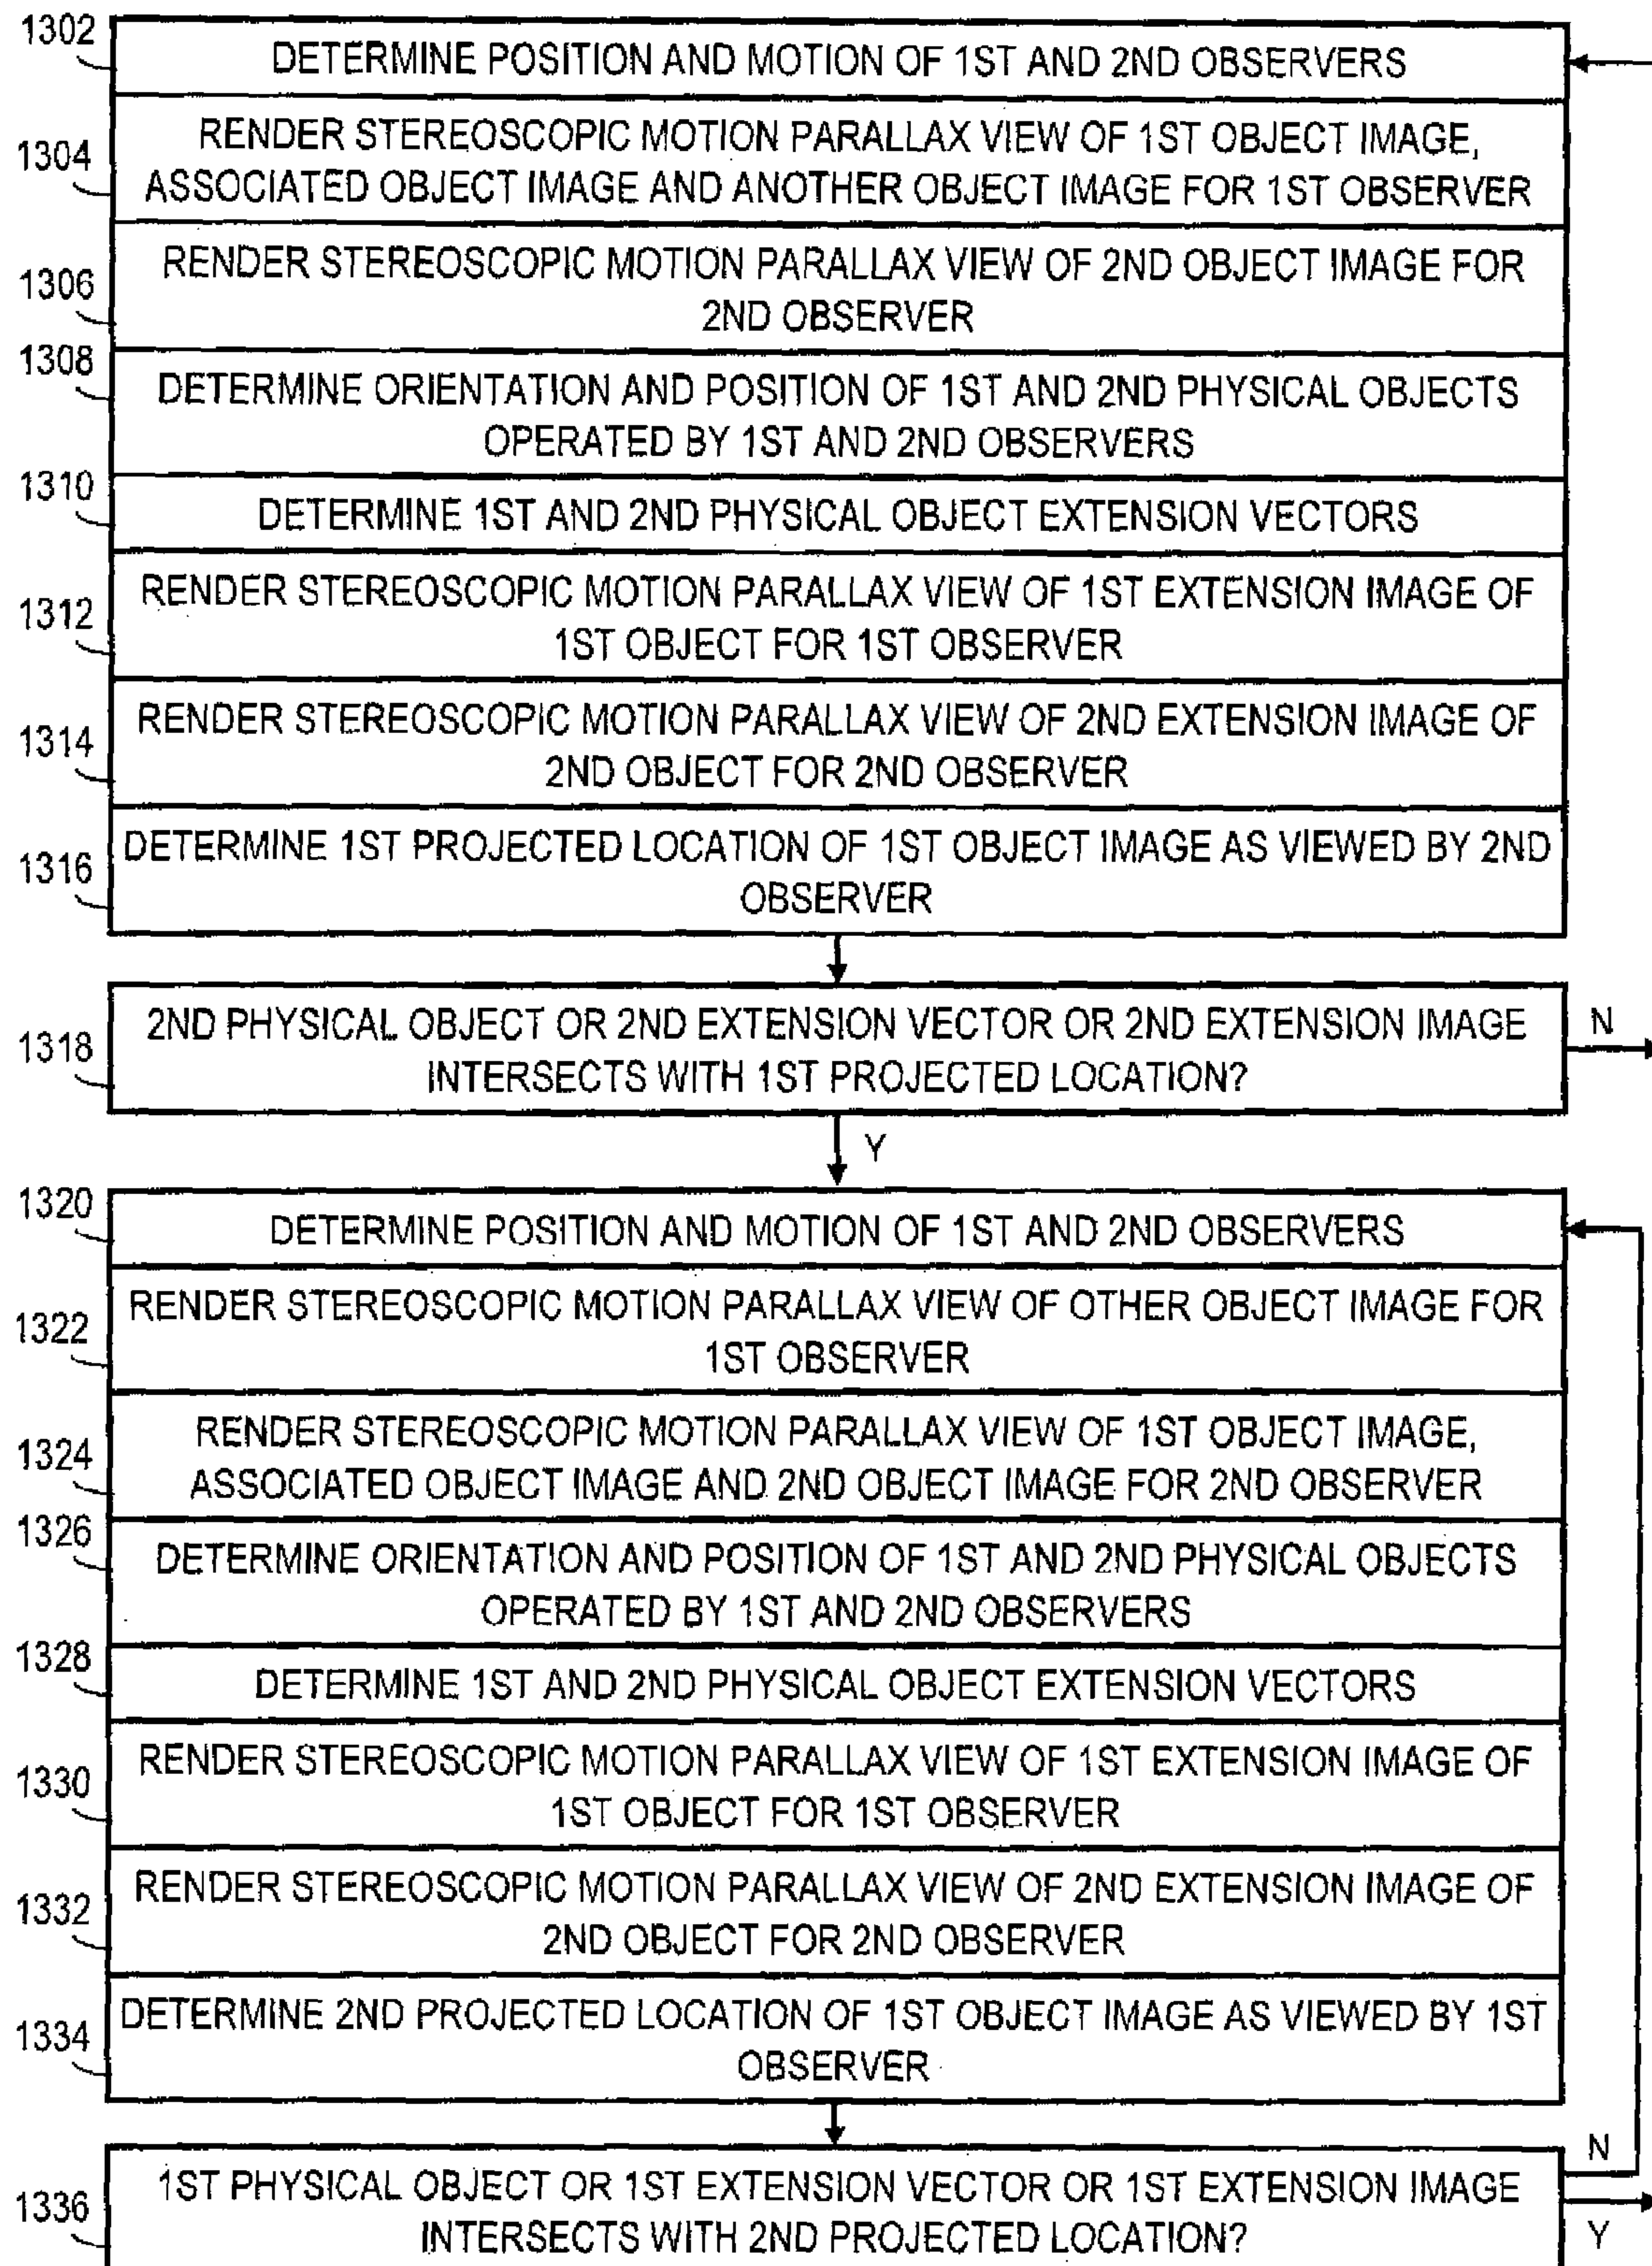 1302
DETERMINE POSITION AND MOTION OF 1ST AND 2ND OBSERVERS
1304
RENDER STEREOSCOPIC MOTION PARALLAX VIEW OF 1ST OBJECT IMAGE,
ASSOCIATED OBJECT IMAGE AND ANOTHER OBJECT IMAGE FOR 1ST OBSERVER
1306
RENDER STEREOSCOPIC MOTION PARALLAX VIEW OF 2ND OBJECT IMAGE FOR
2ND OBSERVER
1308
DETERMINE ORIENTATION AND POSITION OF 1ST AND 2ND PHYSICAL OBJECTS
OPERATED BY 1ST AND 2ND OBSERVERS
1310
DETERMINE 1ST AND 2ND PHYSICAL OBJECT EXTENSION VECTORS
1312
RENDER STEREOSCOPIC MOTION PARALLAX VIEW OF 1ST EXTENSION IMAGE OF
1ST OBJECT FOR 1ST OBSERVER
1314
RENDER STEREOSCOPIC MOTION PARALLAX VIEW OF 2ND EXTENSION IMAGE OF
2ND OBJECT FOR 2ND OBSERVER
1316
DETERMINE 1ST PROJECTED LOCATION OF 1ST OBJECT IMAGE AS VIEWED BY 2ND
OBSERVER
1318
2ND PHYSICAL OBJECT OR 2ND EXTENSION VECTOR OR 2ND EXTENSION IMAGE
INTERSECTS WITH 1ST PROJECTED LOCATION?
N
Y
1320
DETERMINE POSITION AND MOTION OF 1ST AND 2ND OBSERVERS
1322
RENDER STEREOSCOPIC MOTION PARALLAX VIEW OF OTHER OBJECT IMAGE FOR
1ST OBSERVER
1324
RENDER STEREOSCOPIC MOTION PARALLAX VIEW OF 1ST OBJECT IMAGE,
ASSOCIATED OBJECT IMAGE AND 2ND OBJECT IMAGE FOR 2ND OBSERVER
1326
DETERMINE ORIENTATION AND POSITION OF 1ST AND 2ND PHYSICAL OBJECTS
OPERATED BY 1ST AND 2ND OBSERVERS
1328
DETERMINE 1ST AND 2ND PHYSICAL OBJECT EXTENSION VECTORS
1330
RENDER STEREOSCOPIC MOTION PARALLAX VIEW OF 1ST EXTENSION IMAGE OF
1ST OBJECT FOR 1ST OBSERVER
1332
RENDER STEREOSCOPIC MOTION PARALLAX VIEW OF 2ND EXTENSION IMAGE OF
2ND OBJECT FOR 2ND OBSERVER
1334
DETERMINE 2ND PROJECTED LOCATION OF 1ST OBJECT IMAGE AS VIEWED BY 1ST
OBSERVER
1336
1ST PHYSICAL OBJECT OR 1ST EXTENSION VECTOR OR 1ST EXTENSION IMAGE
INTERSECTS WITH 2ND PROJECTED LOCATION?
N
Y